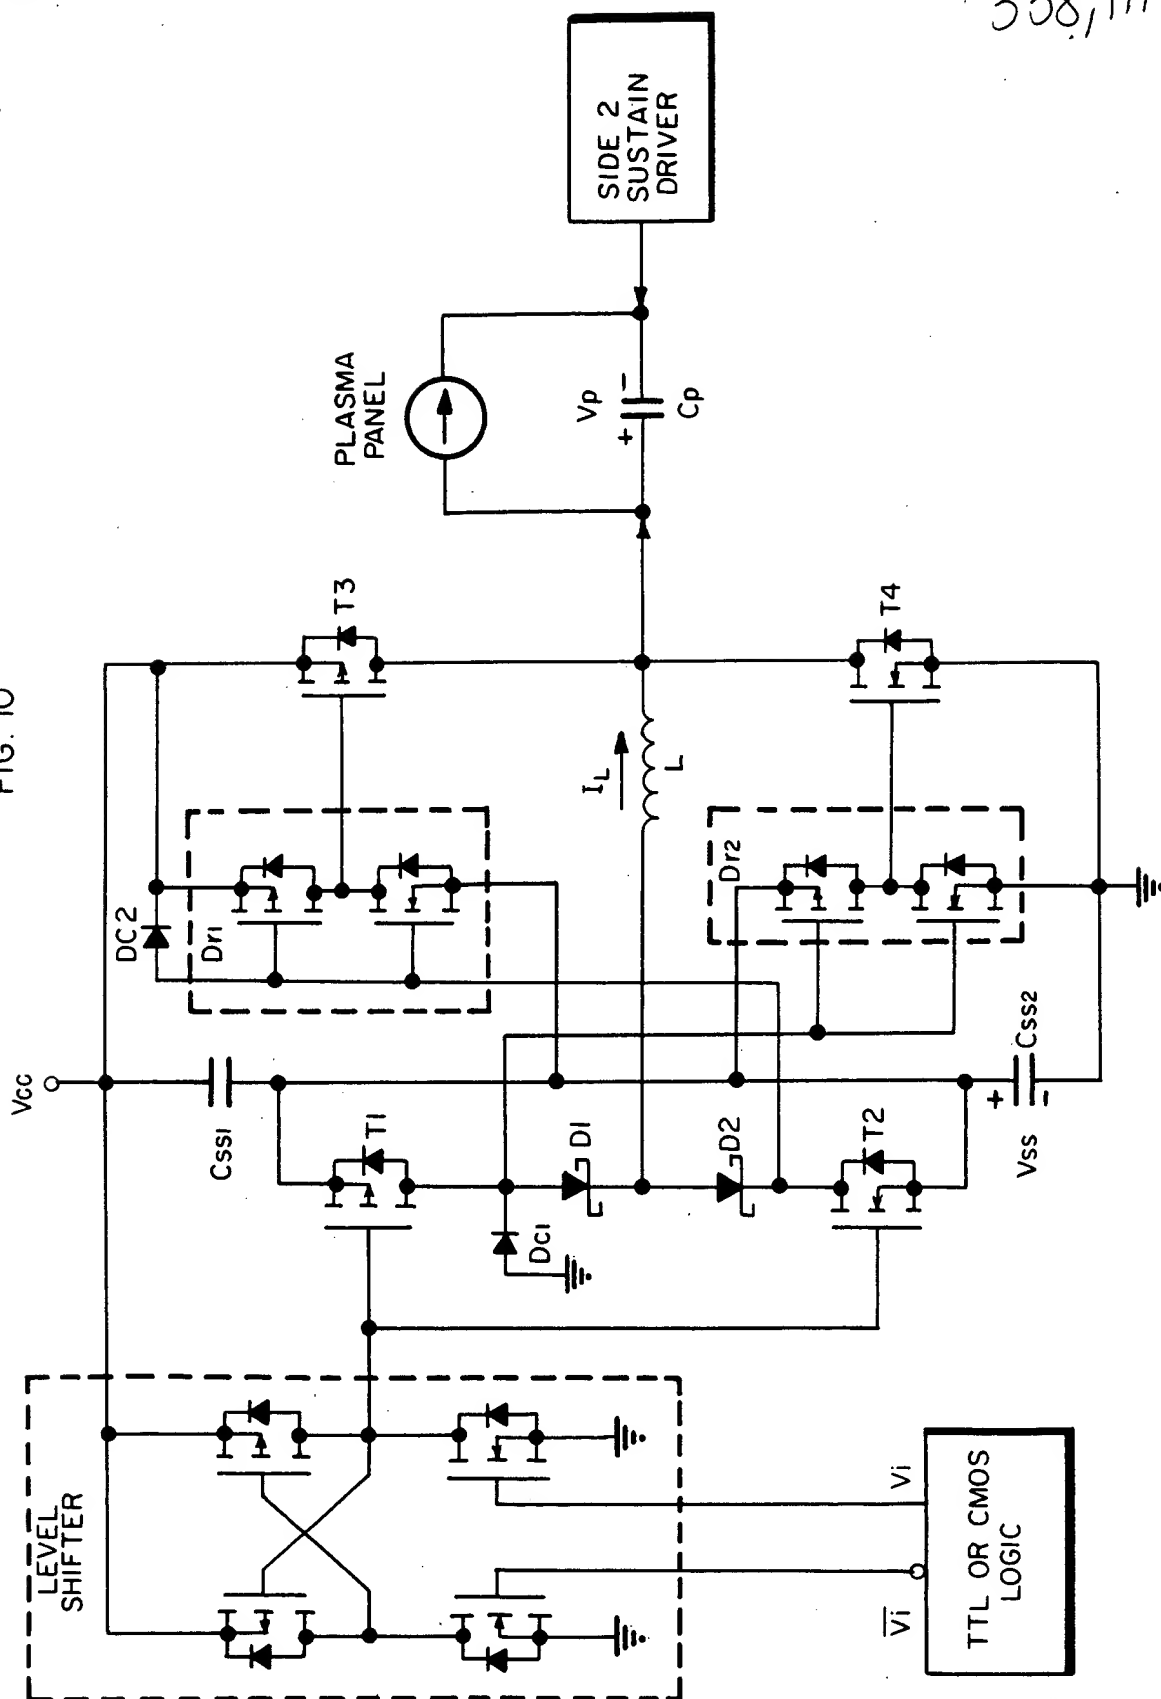 FIG. 10
Vcc
LEVEL
SHIFTER
TTL OR CMOS
LOGIC
Vi
Vi
Css1
T1
Dc1
D1
D2
T2
Vss
+
-
Css2
DC2
Dr1
Dr2
IL
L
T3
T4
PLASMA
PANEL
Vp
+
-
Cp
SIDE 2
SUSTAIN
DRIVER